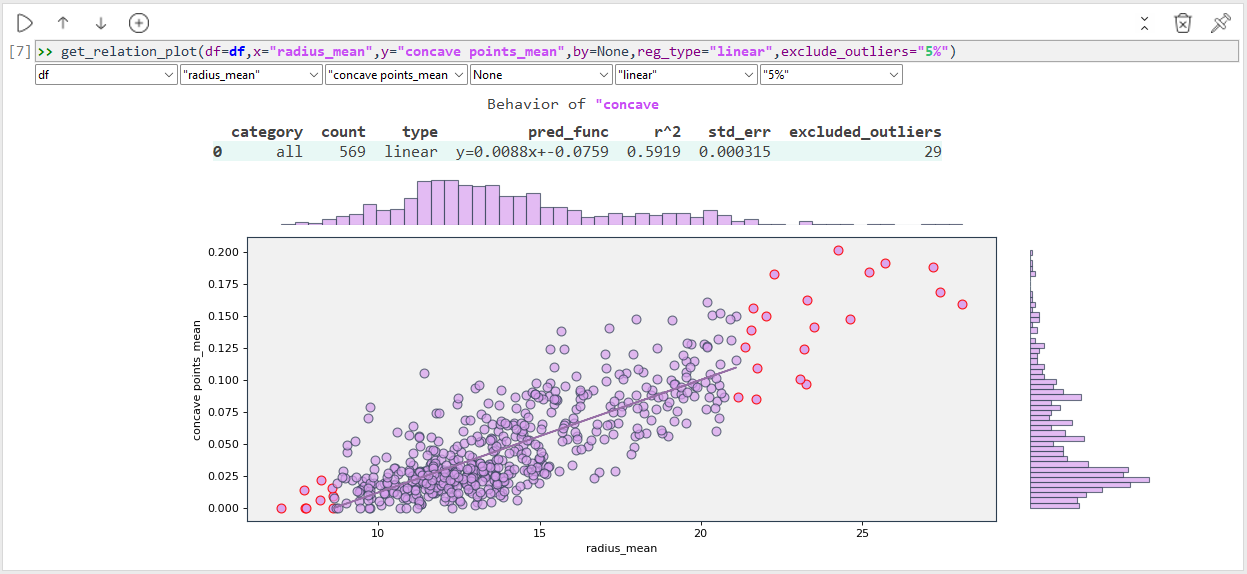 [7] >> get_relation_plot(df=df,x="radius_mean",y="concave points_mean",by=None,reg_type="linear",exclude_outliers="5%")
df "radius_mean" "concave points_mean None "linear" "5%"
Behavior of "concave
category count type pred_func r^2 std_err excluded_outliers
0 all 569 linear y=0.0088x+-0.0759 0.5919 0.000315 29
0.200
0.175
0.150
0.125
0.100
0.075
0.050
0.025
0.000
concave points_mean
10 15 20 25
radius_mean